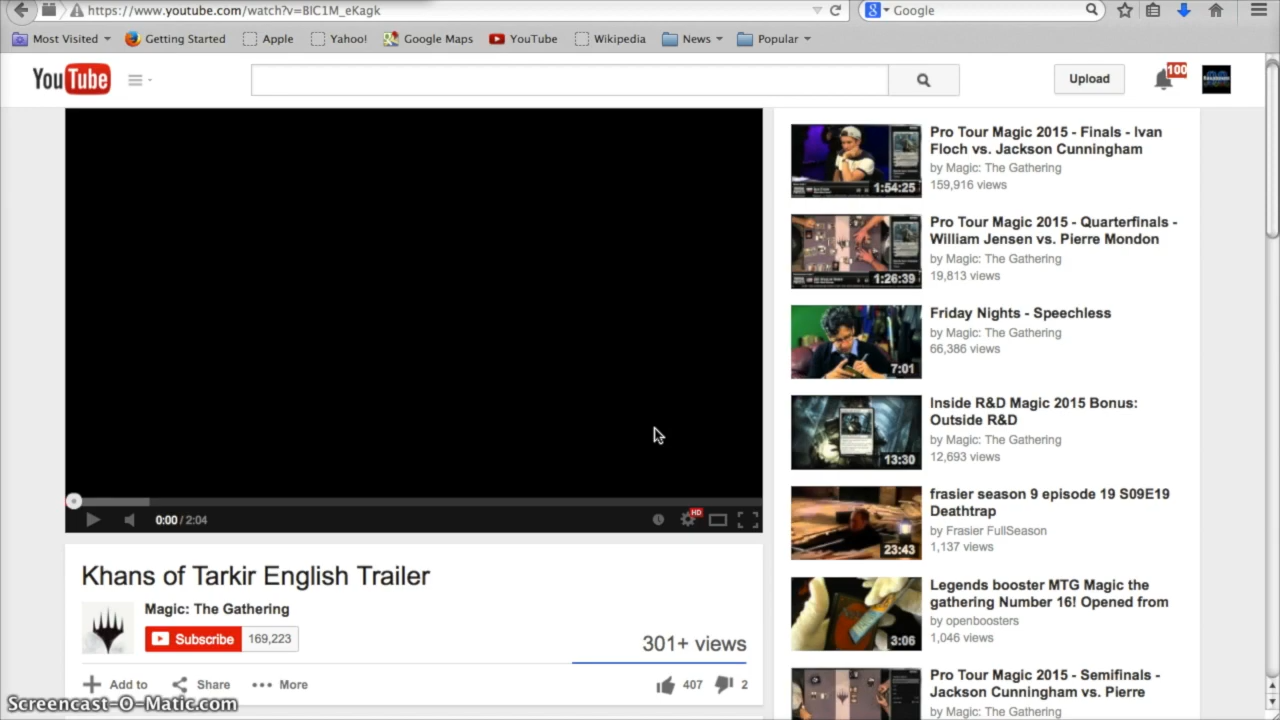 https://www.youtube.com/watch?v=BlC1M_eKagk
Google
Most Visited
Getting Started
Apple
Yahoo!
Google Maps
YouTube
Wikipedia
News
Popular
YouTube
Upload
100
0:00 / 2:04
HD
Khans of Tarkir English Trailer
Magic: The Gathering
Subscribe 169,223
301+ views
Add to
Share
More
407
2
1:54:25
Pro Tour Magic 2015 - Finals - Ivan
Floch vs. Jackson Cunningham
by Magic: The Gathering
159,916 views
1:26:39
Pro Tour Magic 2015 - Quarterfinals -
William Jensen vs. Pierre Mondon
by Magic: The Gathering
19,813 views
7:01
Friday Nights - Speechless
by Magic: The Gathering
66,386 views
13:30
Inside R&D Magic 2015 Bonus:
Outside R&D
by Magic: The Gathering
12,693 views
23:43
frasier season 9 episode 19 S09E19
Deathtrap
by Frasier FullSeason
1,137 views
3:06
Legends booster MTG Magic the
gathering Number 16! Opened from
by openboosters
1,046 views
Pro Tour Magic 2015 - Semifinals -
Jackson Cunningham vs. Pierre
by Magic: The Gathering
Screencast-O-Matic.com